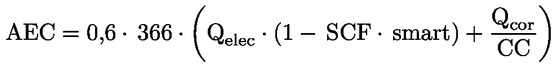 AEC = 0,6 · 366 · (Q_elec · (1 − SCF · smart) + Q_cor / CC)